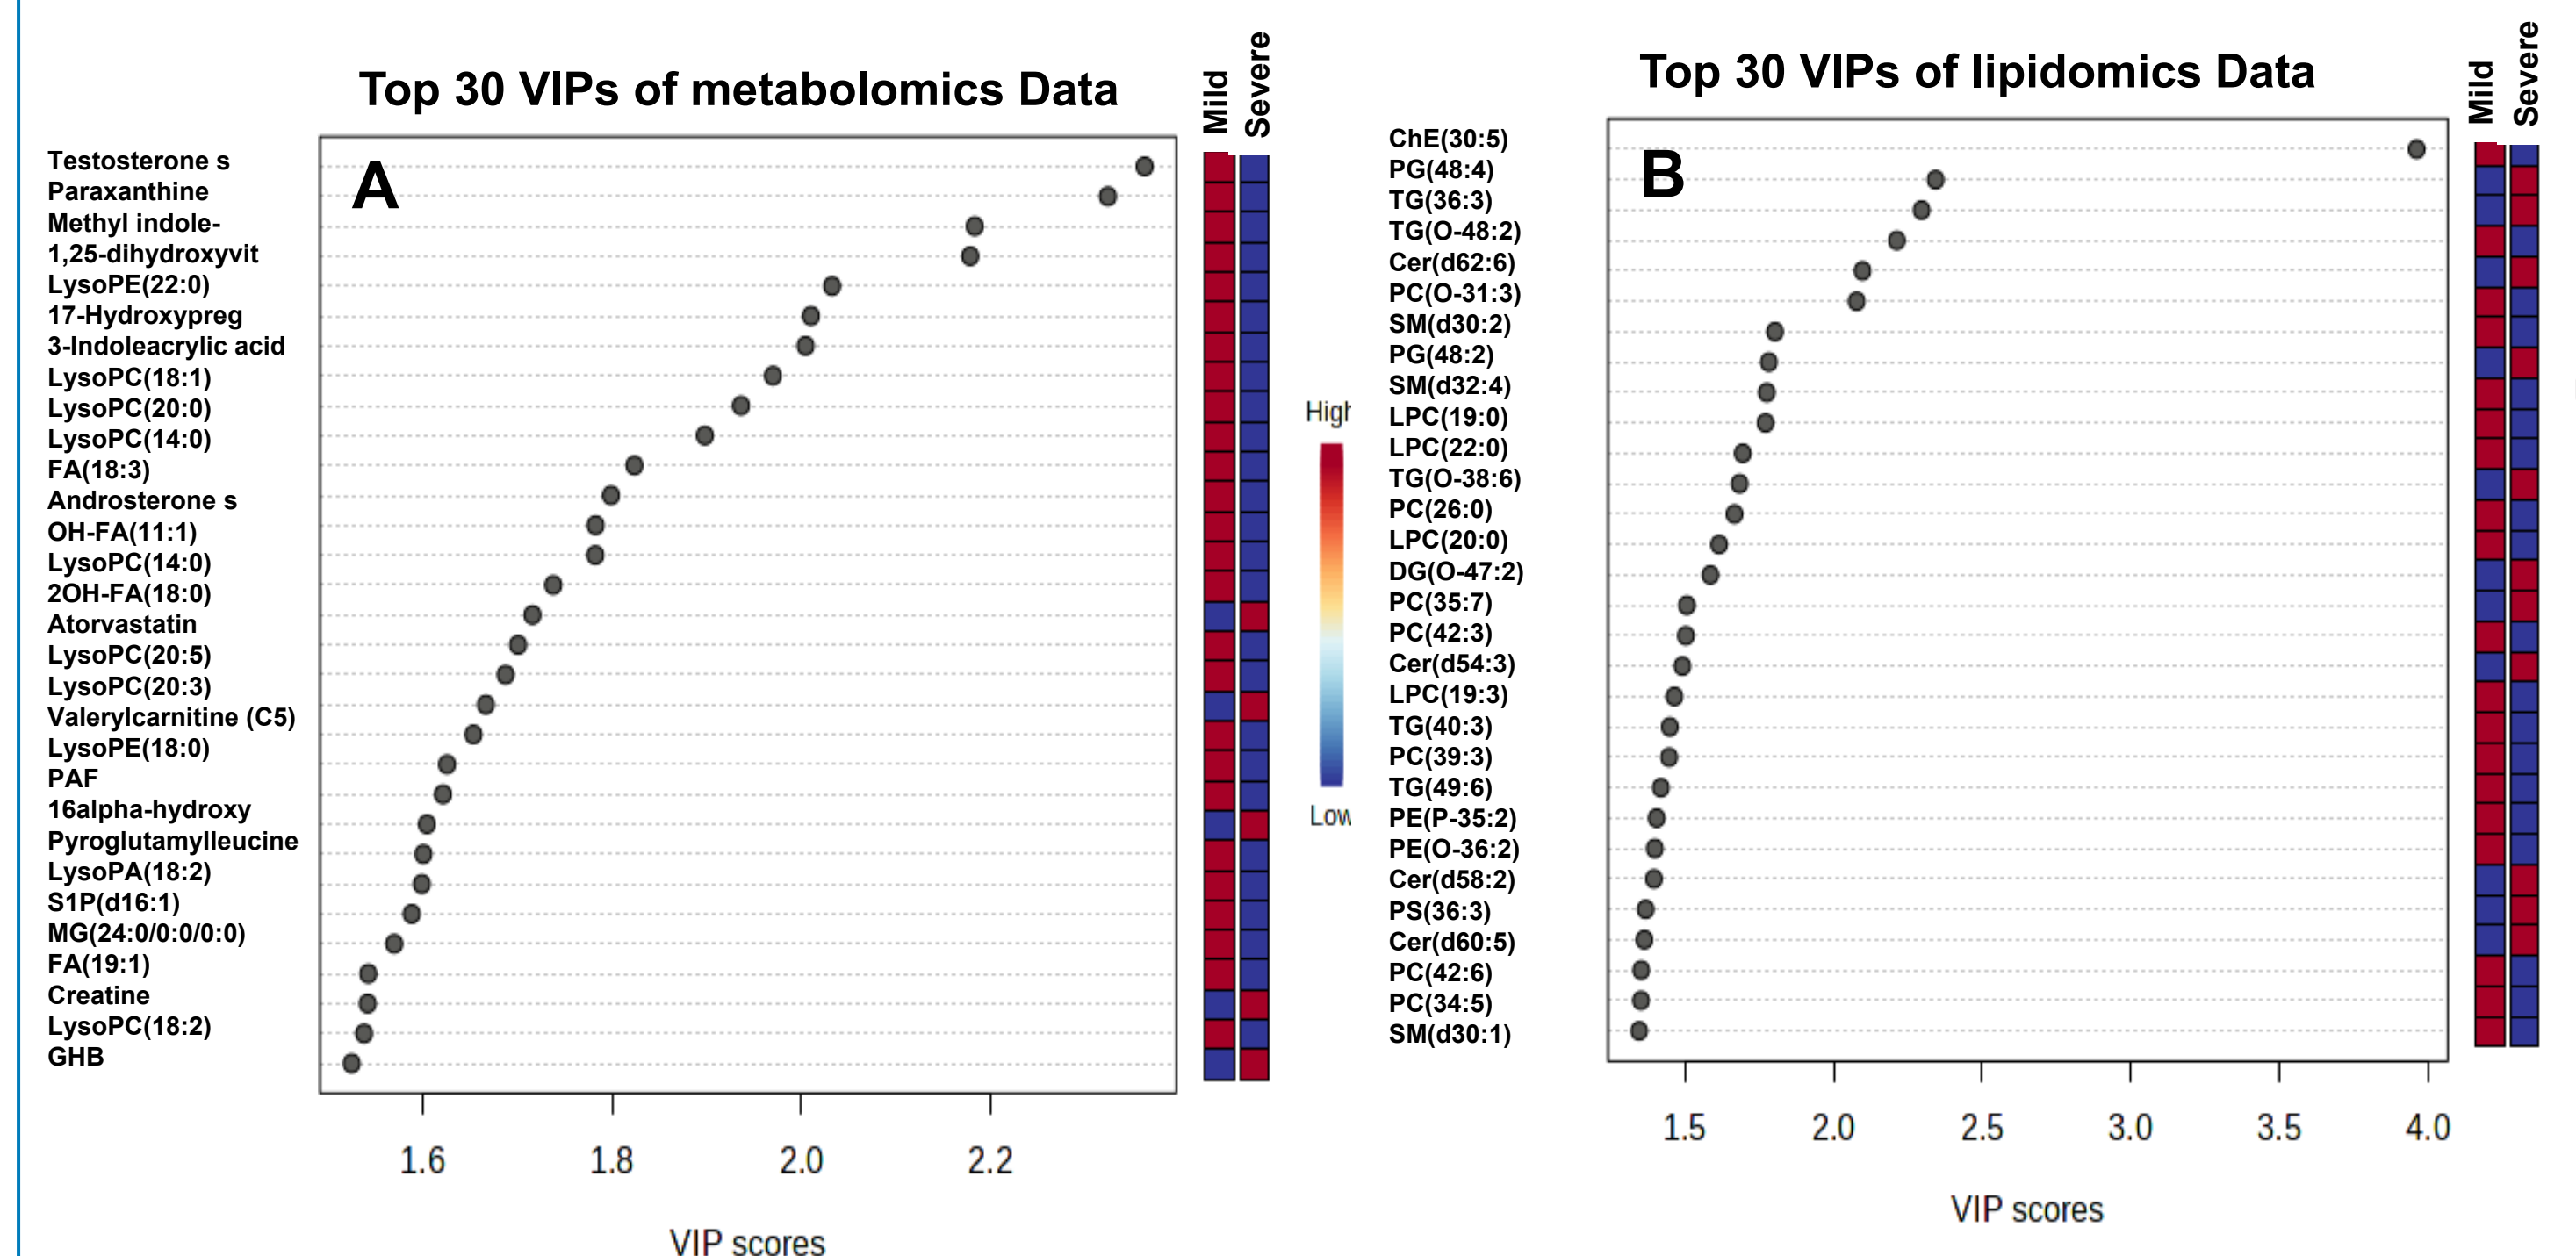 Top 30 VIPs of metabolomics Data
Mild
Severe
A
Testosterone s
Paraxanthine
Methyl indole-
1,25-dihydroxyvit
LysoPE(22:0)
17-Hydroxypreg
3-Indoleacrylic acid
LysoPC(18:1)
LysoPC(20:0)
LysoPC(14:0)
FA(18:3)
Androsterone s
OH-FA(11:1)
LysoPC(14:0)
2OH-FA(18:0)
Atorvastatin
LysoPC(20:5)
LysoPC(20:3)
Valerylcarnitine (C5)
LysoPE(18:0)
PAF
16alpha-hydroxy
Pyroglutamylleucine
LysoPA(18:2)
S1P(d16:1)
MG(24:0/0:0/0:0)
FA(19:1)
Creatine
LysoPC(18:2)
GHB
1.6 1.8 2.0 2.2
VIP scores
High
Low
Top 30 VIPs of lipidomics Data
Mild
Severe
B
ChE(30:5)
PG(48:4)
TG(36:3)
TG(O-48:2)
Cer(d62:6)
PC(O-31:3)
SM(d30:2)
PG(48:2)
SM(d32:4)
LPC(19:0)
LPC(22:0)
TG(O-38:6)
PC(26:0)
LPC(20:0)
DG(O-47:2)
PC(35:7)
PC(42:3)
Cer(d54:3)
LPC(19:3)
TG(40:3)
PC(39:3)
TG(49:6)
PE(P-35:2)
PE(O-36:2)
Cer(d58:2)
PS(36:3)
Cer(d60:5)
PC(42:6)
PC(34:5)
SM(d30:1)
1.5 2.0 2.5 3.0 3.5 4.0
VIP scores